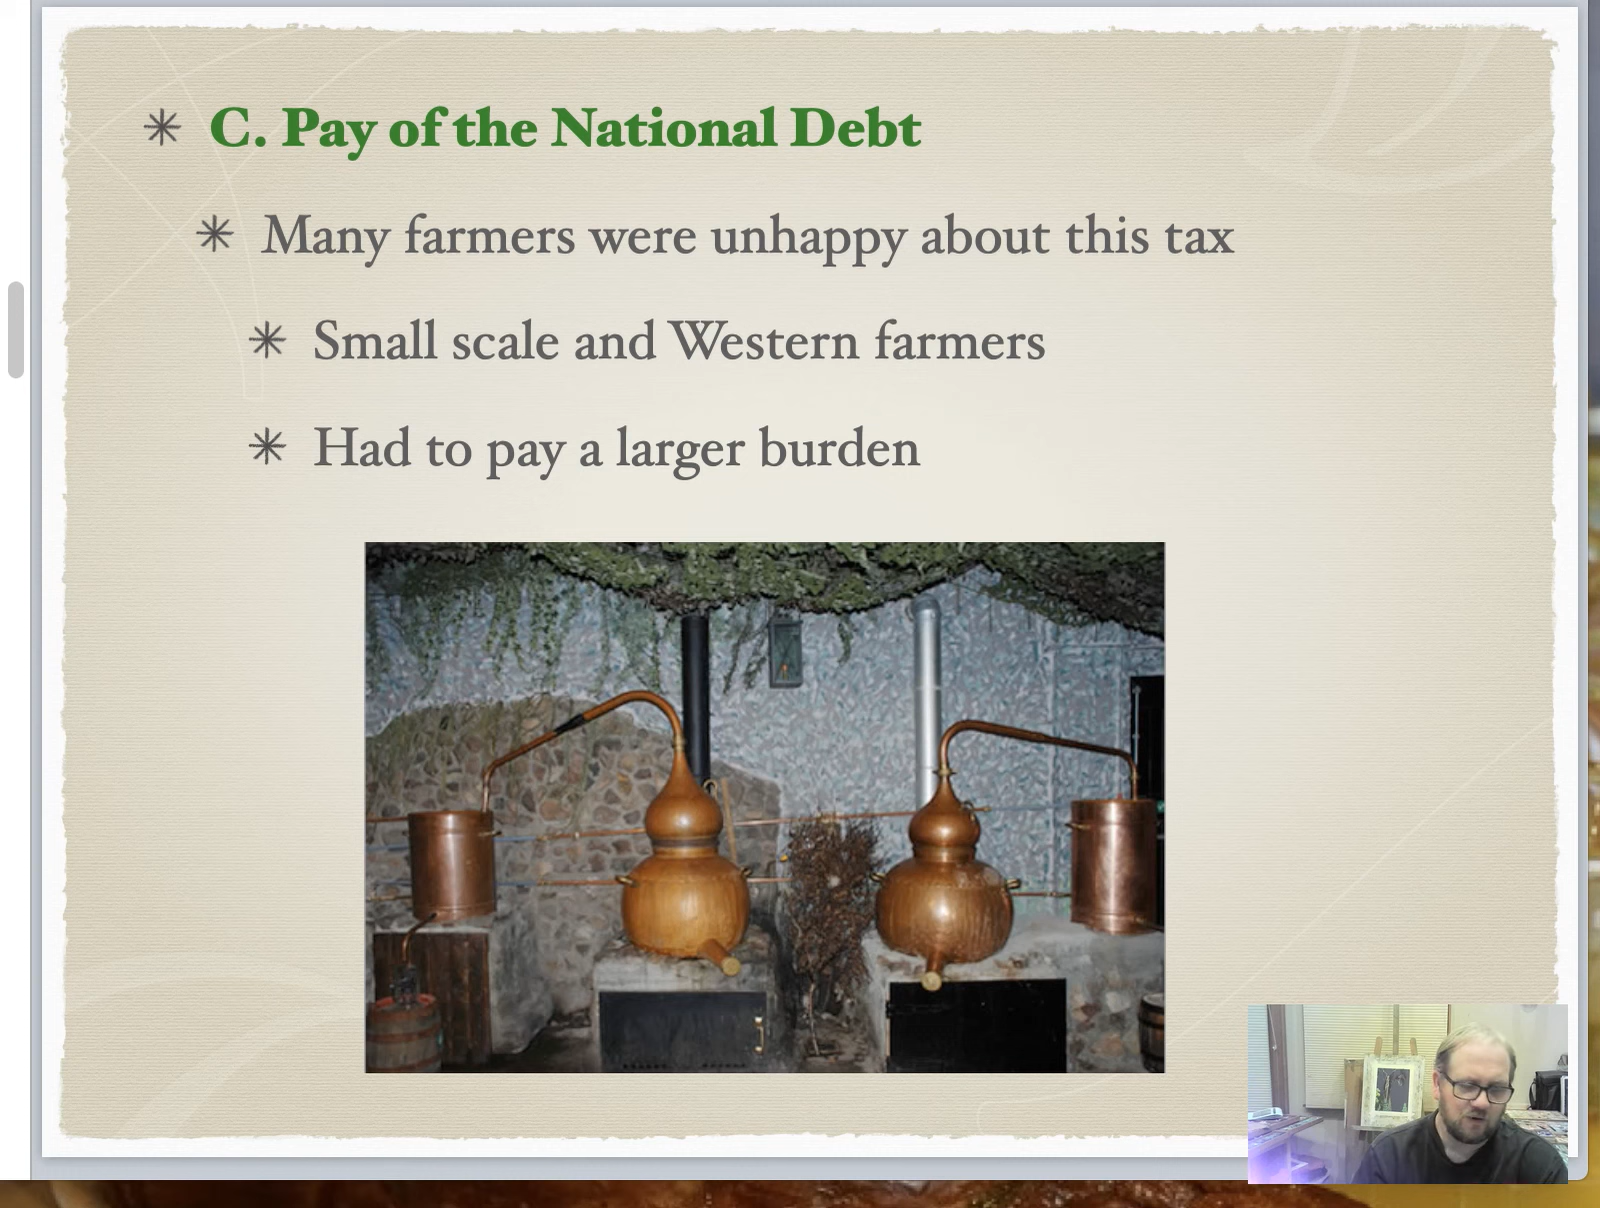 C. Pay of the National Debt
Many farmers were unhappy about this tax
Small scale and Western farmers
Had to pay a larger burden